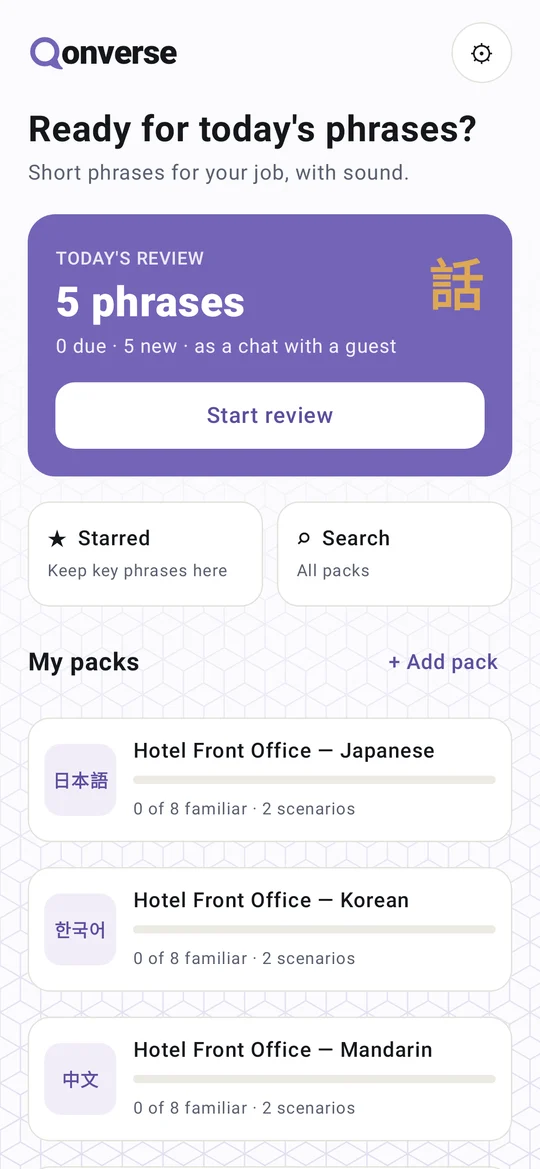 Qonverse
Ready for today's phrases?
Short phrases for your job, with sound.
TODAY'S REVIEW
話
5 phrases
0 due · 5 new · as a chat with a guest
Start review
★ Starred
Keep key phrases here
Search
All packs
My packs
+ Add pack
日本語
Hotel Front Office — Japanese
0 of 8 familiar · 2 scenarios
한국어
Hotel Front Office — Korean
0 of 8 familiar · 2 scenarios
中文
Hotel Front Office — Mandarin
0 of 8 familiar · 2 scenarios